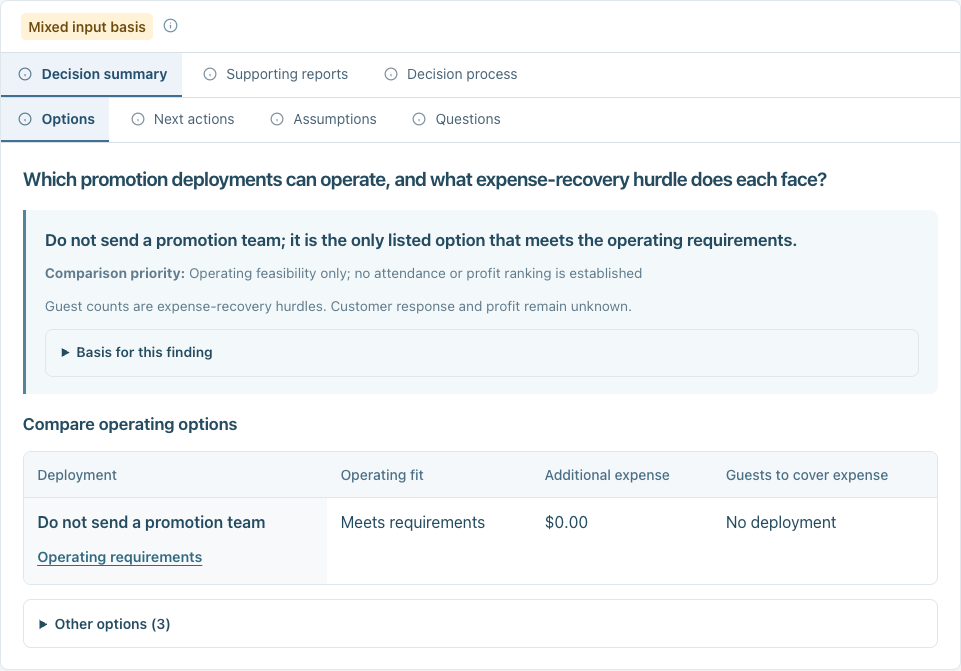 Mixed input basis
Decision summary
Supporting reports
Decision process
Options
Next actions
Assumptions
Questions
Which promotion deployments can operate, and what expense-recovery hurdle does each face?
Do not send a promotion team; it is the only listed option that meets the operating requirements.
Comparison priority: Operating feasibility only; no attendance or profit ranking is established
Guest counts are expense-recovery hurdles. Customer response and profit remain unknown.
Basis for this finding
Compare operating options
Deployment Operating fit Additional expense Guests to cover expense
Do not send a promotion team Meets requirements $0.00 No deployment
Operating requirements
Other options (3)